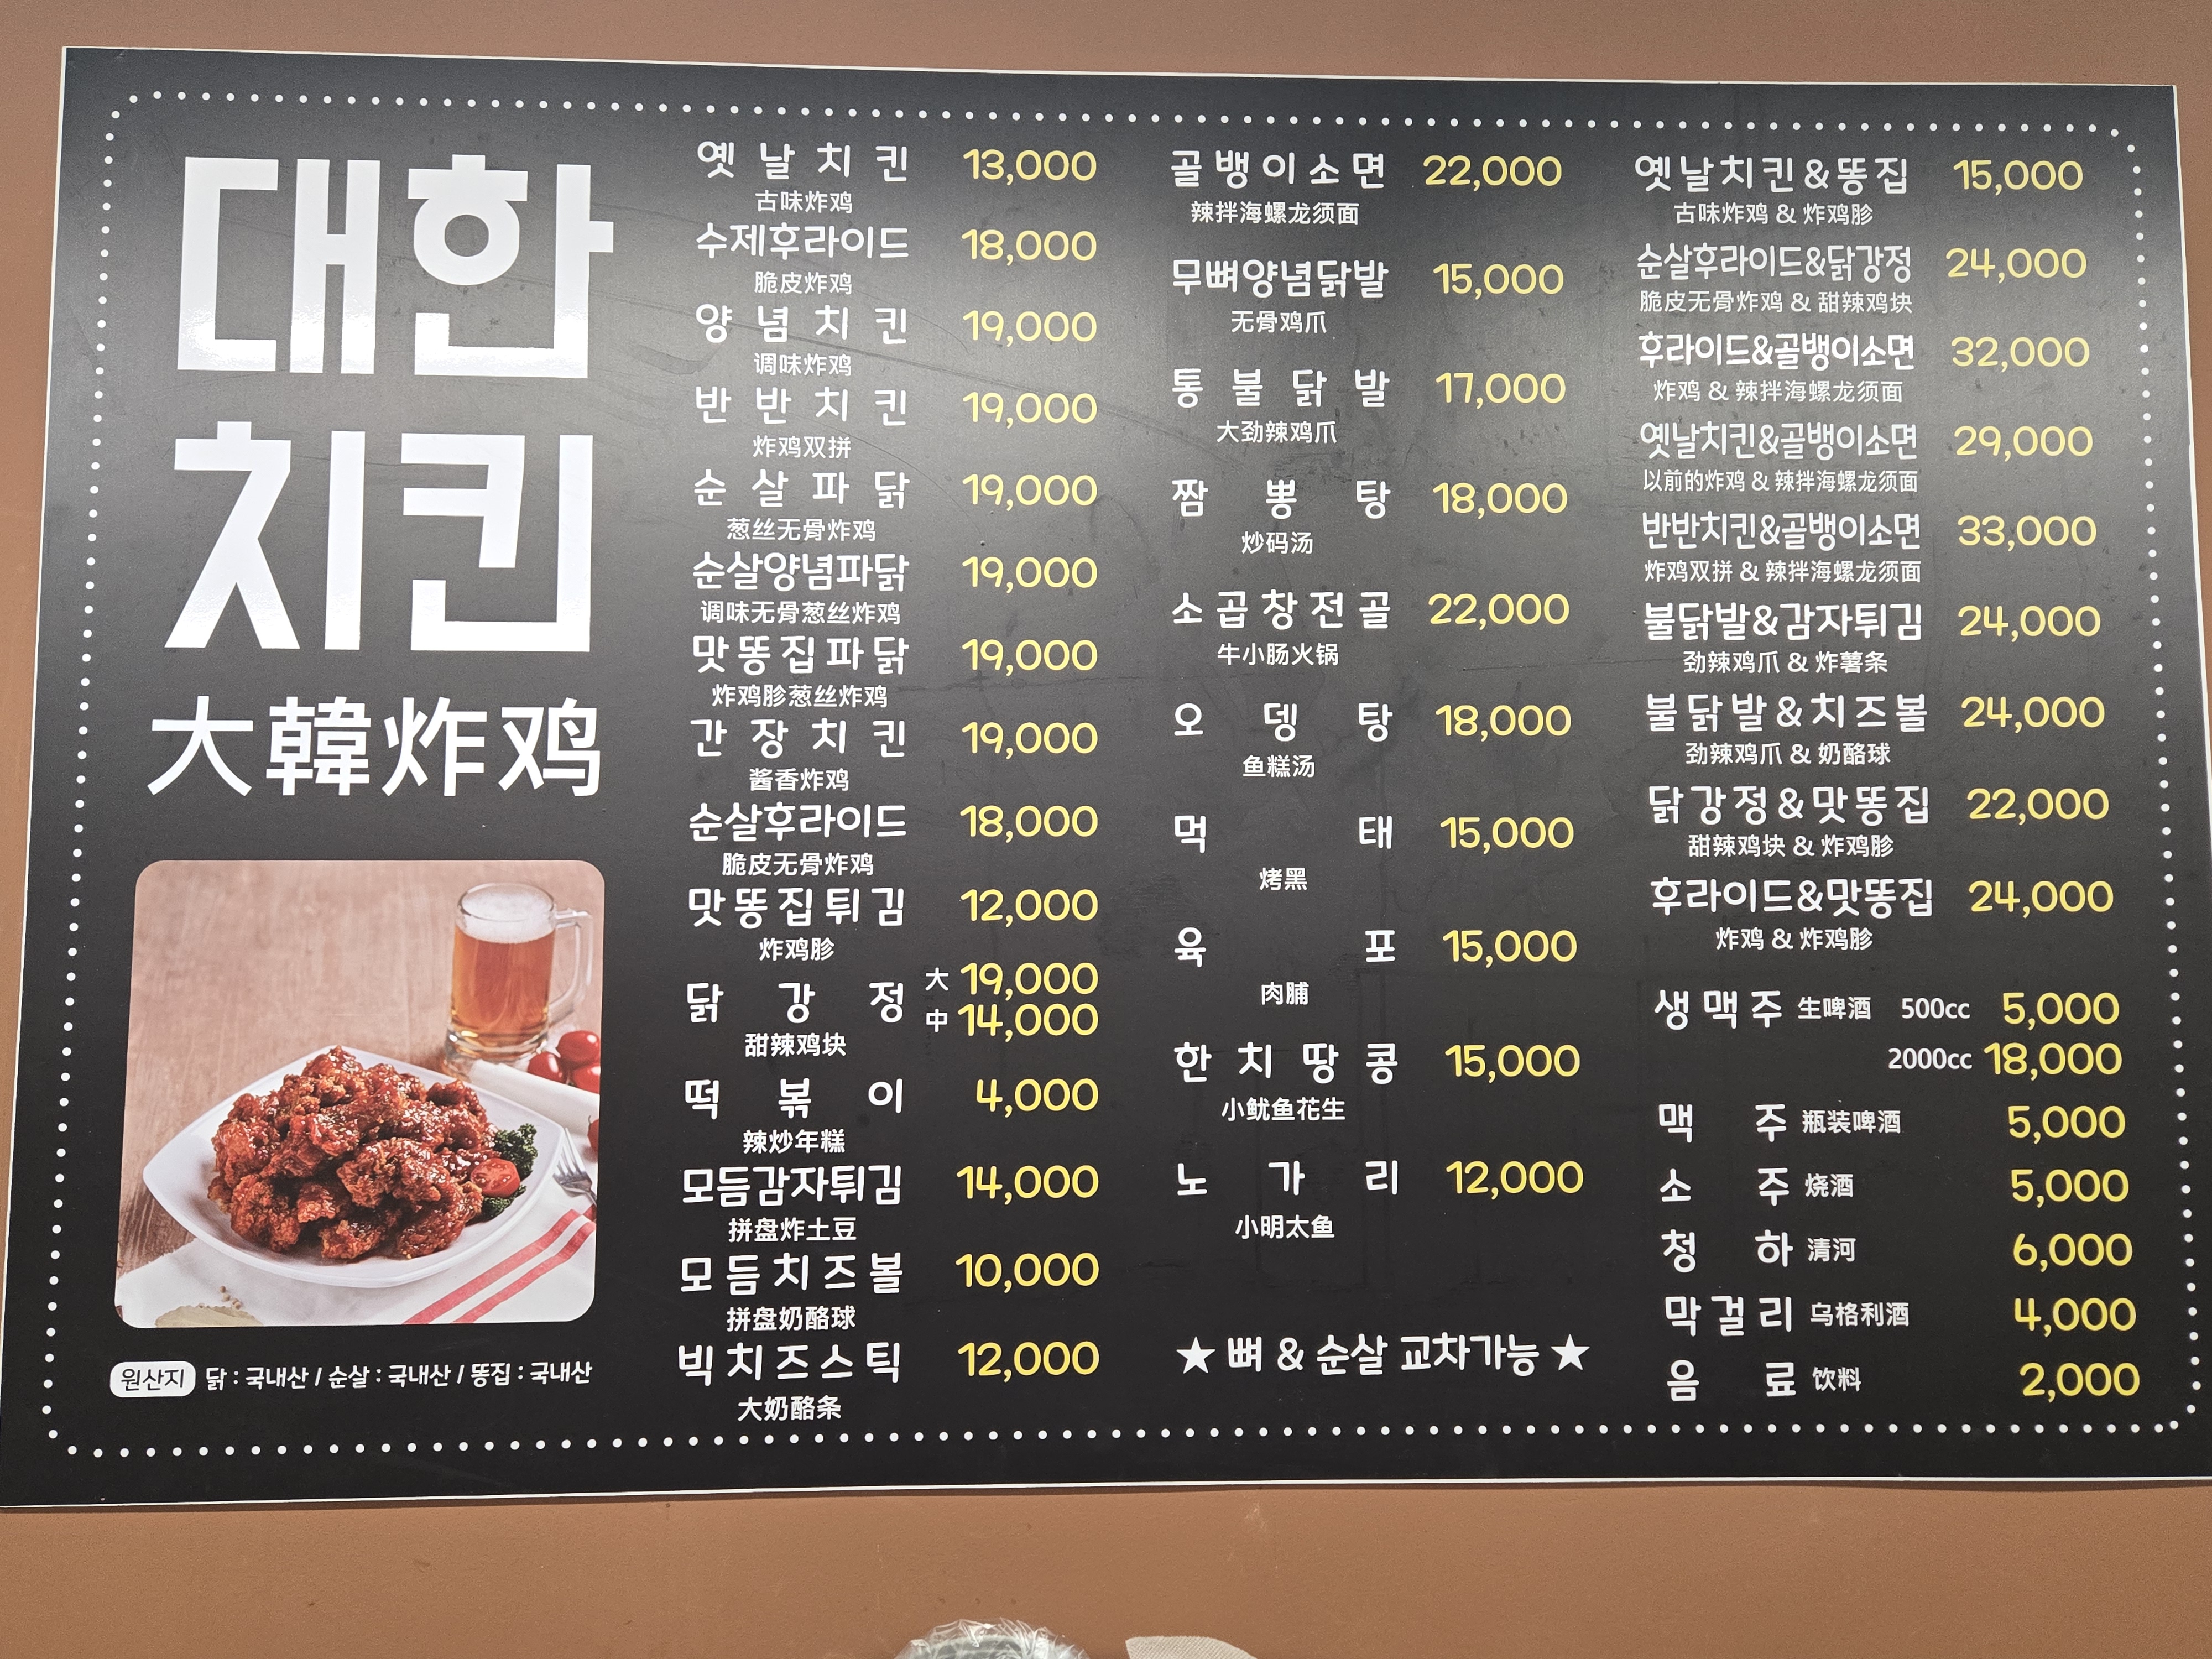 대한
치킨
大韓炸鸡
원산지 닭 : 국내산 / 순살 : 국내산 / 똥집 : 국내산
옛날치킨 13,000
古味炸鸡
수제후라이드 18,000
脆皮炸鸡
양념치킨 19,000
调味炸鸡
반반치킨 19,000
炸鸡双拼
순살파닭 19,000
葱丝无骨炸鸡
순살양념파닭 19,000
调味无骨葱丝炸鸡
맛똥집파닭 19,000
炸鸡胗葱丝炸鸡
간장치킨 19,000
酱香炸鸡
순살후라이드 18,000
脆皮无骨炸鸡
맛똥집튀김 12,000
炸鸡胗
닭강정 大 19,000
中 14,000
甜辣鸡块
떡볶이 4,000
辣炒年糕
모듬감자튀김 14,000
拼盘炸土豆
모듬치즈볼 10,000
拼盘奶酪球
빅치즈스틱 12,000
大奶酪条
골뱅이소면 22,000
辣拌海螺龙须面
무뼈양념닭발 15,000
无骨鸡爪
통불닭발 17,000
大劲辣鸡爪
짬뽕탕 18,000
炒码汤
소곱창전골 22,000
牛小肠火锅
오뎅탕 18,000
鱼糕汤
먹태 15,000
烤黑
육포 15,000
肉脯
한치땅콩 15,000
小鱿鱼花生
노가리 12,000
小明太鱼
★ 뼈 & 순살 교차가능 ★
옛날치킨&똥집 15,000
古味炸鸡 & 炸鸡胗
순살후라이드&닭강정 24,000
脆皮无骨炸鸡 & 甜辣鸡块
후라이드&골뱅이소면 32,000
炸鸡 & 辣拌海螺龙须面
옛날치킨&골뱅이소면 29,000
以前的炸鸡 & 辣拌海螺龙须面
반반치킨&골뱅이소면 33,000
炸鸡双拼 & 辣拌海螺龙须面
불닭발&감자튀김 24,000
劲辣鸡爪 & 炸薯条
불닭발&치즈볼 24,000
劲辣鸡爪 & 奶酪球
닭강정&맛똥집 22,000
甜辣鸡块 & 炸鸡胗
후라이드&맛똥집 24,000
炸鸡 & 炸鸡胗
생맥주 生啤酒 500cc 5,000
2000cc 18,000
맥주 瓶装啤酒 5,000
소주 烧酒 5,000
청하 清河 6,000
막걸리 乌格利酒 4,000
음료 饮料 2,000